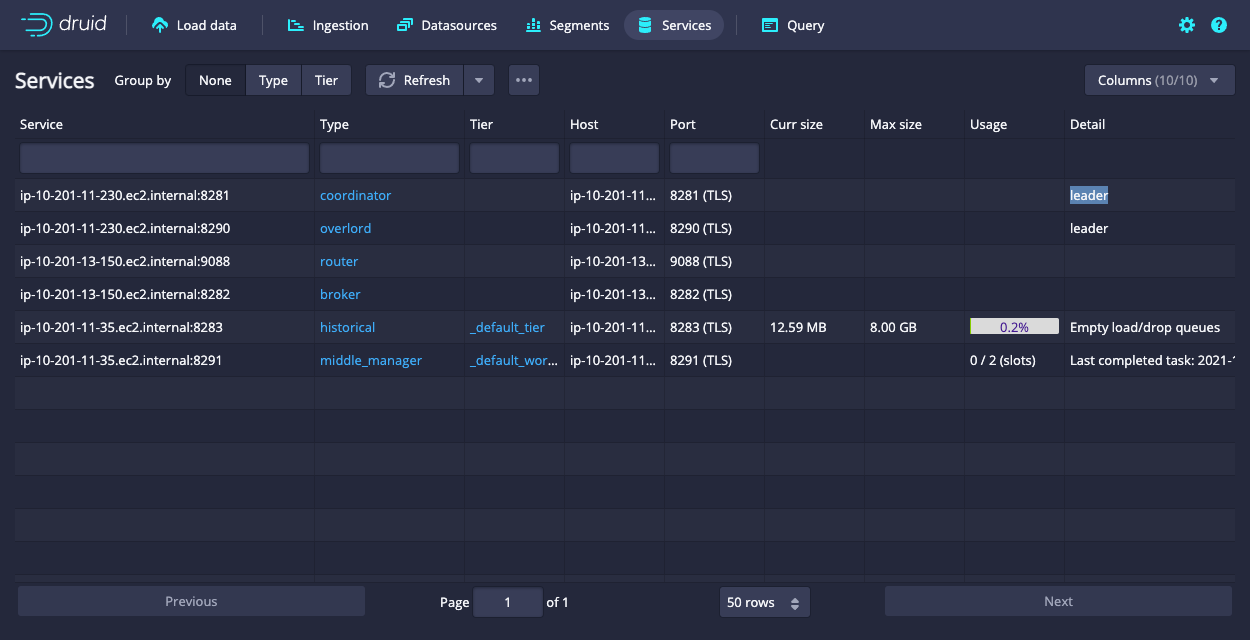 druid Load data Ingestion Datasources Segments Services Query
Services Group by None Type Tier Refresh Columns (10/10)
Service Type Tier Host Port Curr size Max size Usage Detail
ip-10-201-11-230.ec2.internal:8281 coordinator ip-10-201-11... 8281 (TLS) leader
ip-10-201-11-230.ec2.internal:8290 overlord ip-10-201-11... 8290 (TLS) leader
ip-10-201-13-150.ec2.internal:9088 router ip-10-201-13... 9088 (TLS)
ip-10-201-13-150.ec2.internal:8282 broker ip-10-201-13... 8282 (TLS)
ip-10-201-11-35.ec2.internal:8283 historical _default_tier ip-10-201-11... 8283 (TLS) 12.59 MB 8.00 GB 0.2% Empty load/drop queues
ip-10-201-11-35.ec2.internal:8291 middle_manager _default_wor... ip-10-201-11... 8291 (TLS) 0 / 2 (slots) Last completed task: 2021-
Previous Page 1 of 1 50 rows Next